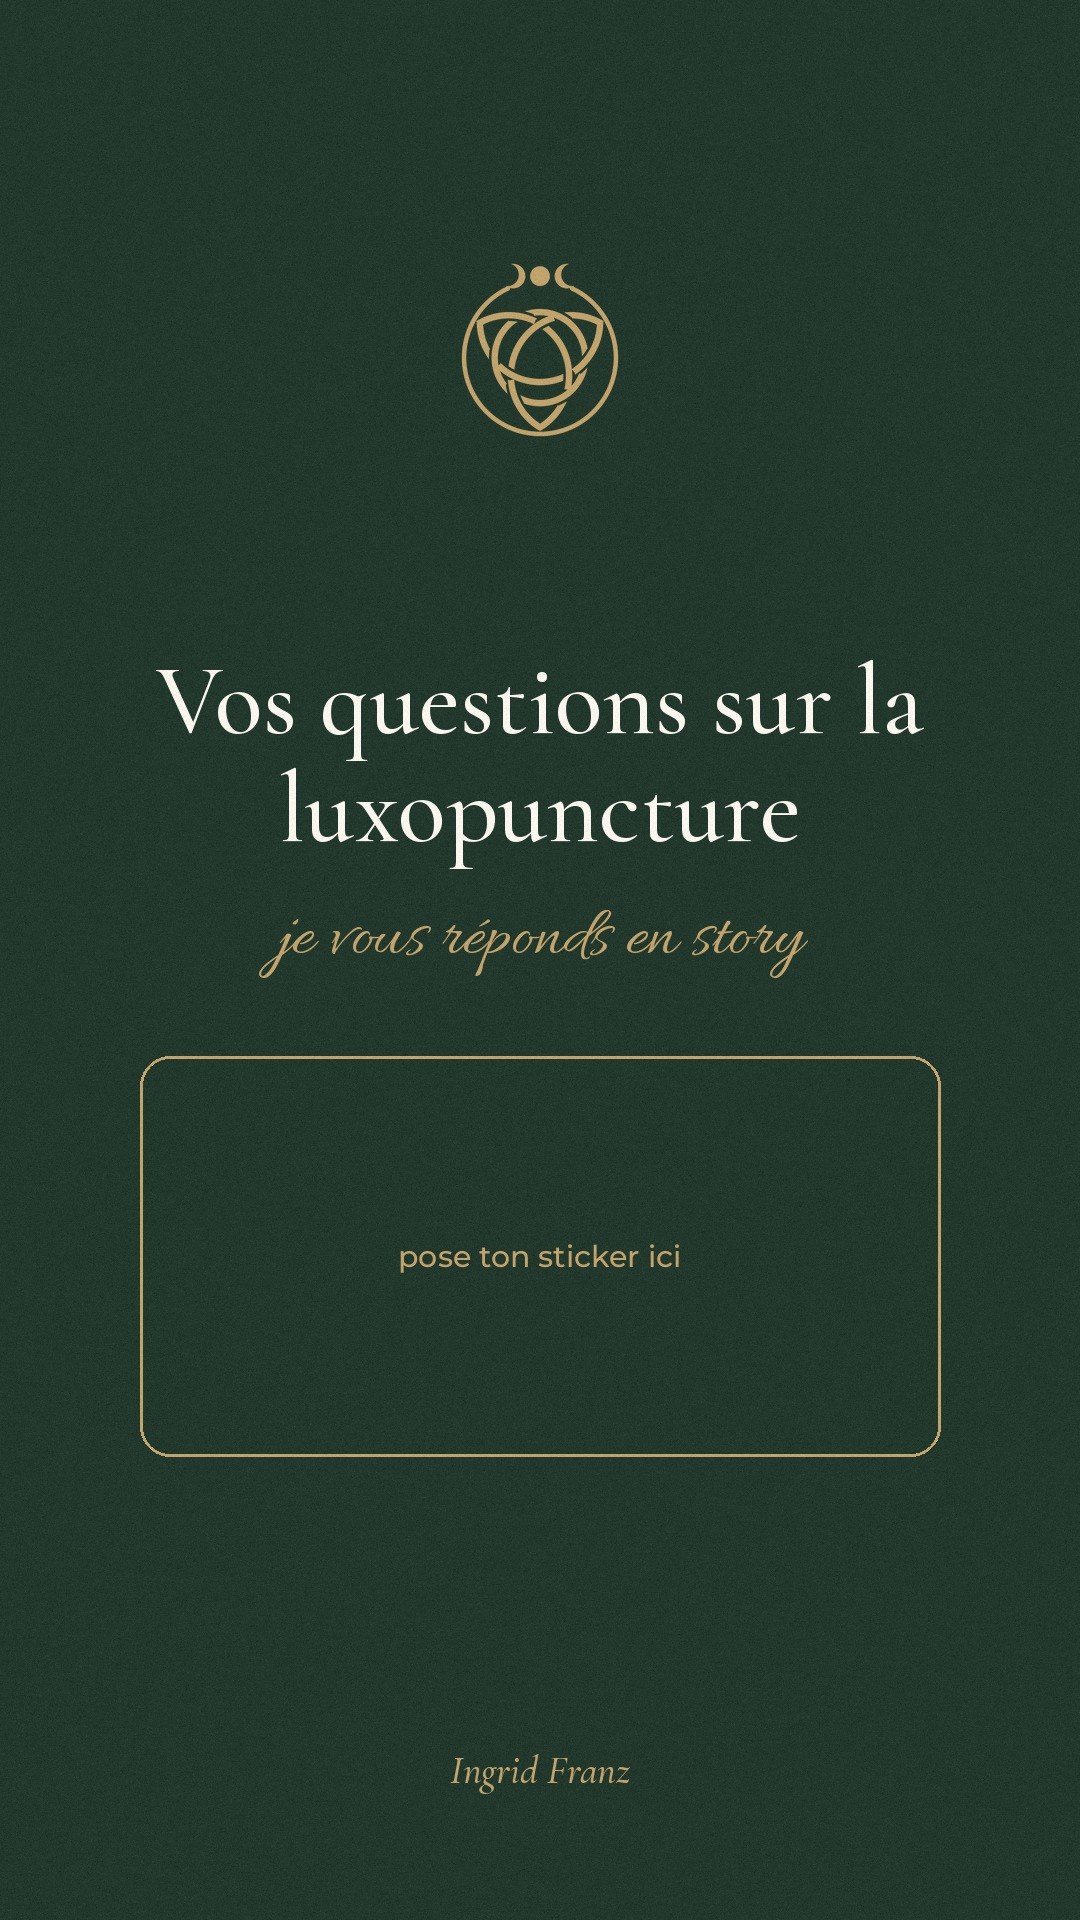 Vos questions sur la
luxopuncture
je vous réponds en story
pose ton sticker ici
Ingrid Franz